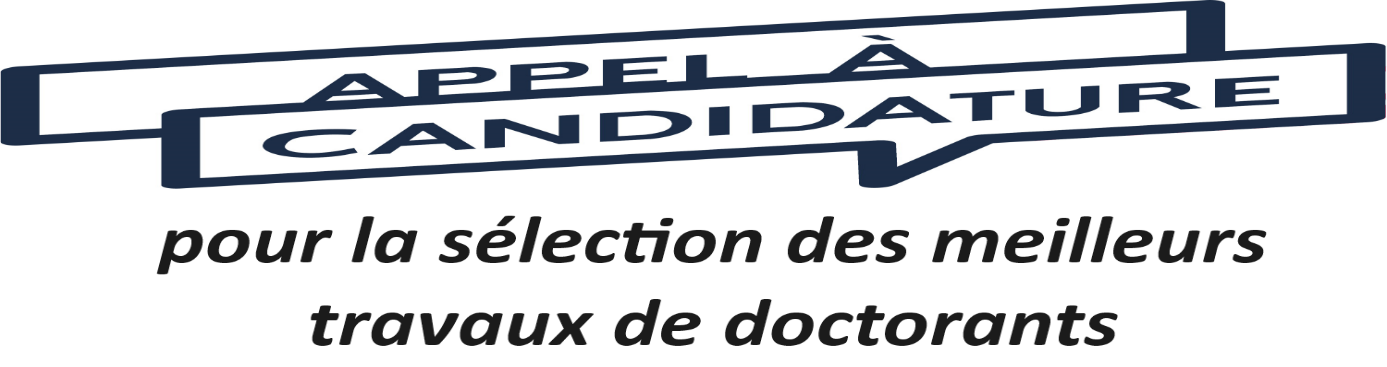 APPEL À
CANDIDATURE
pour la sélection des meilleurs
travaux de doctorants